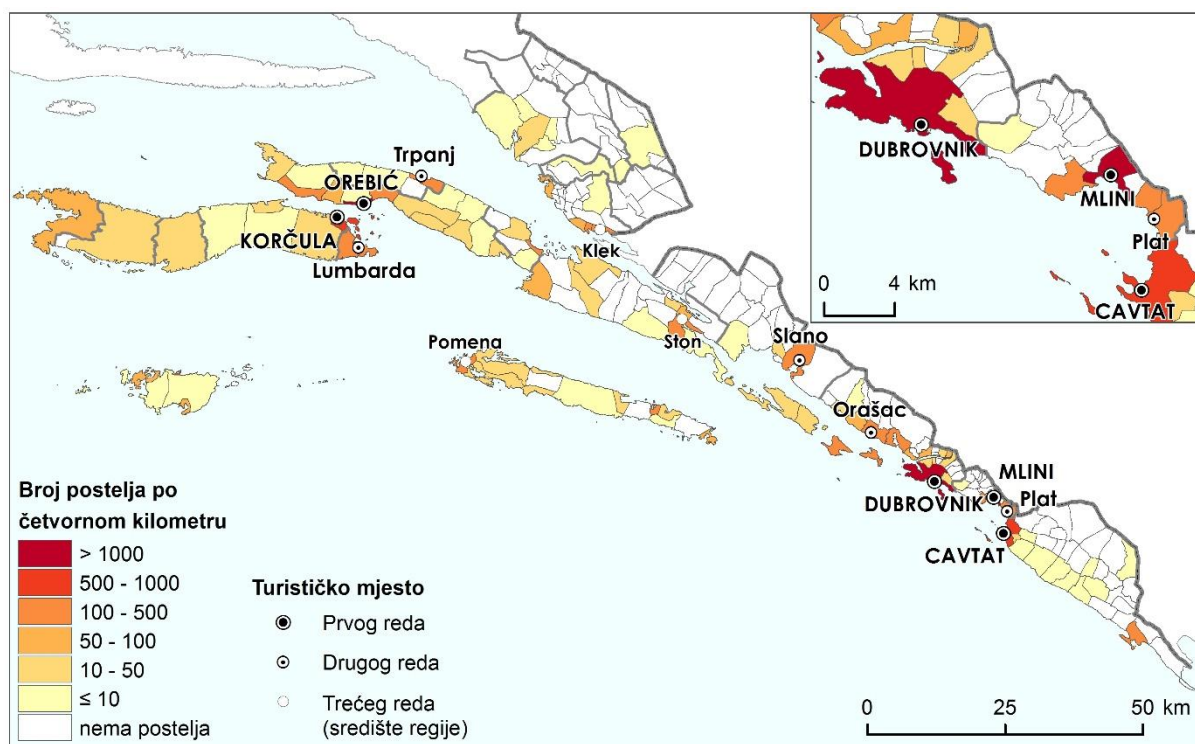 Trpanj
OREBIĆ
KORČULA
Lumbarda
Klek
Pomena
Ston
Slano
Orašac
MLINI
DUBROVNIK
Plat
CAVTAT
DUBROVNIK
MLINI
Plat
0 4 km
CAVTAT
Broj postelja po
četvornom kilometru
> 1000
500 - 1000
100 - 500
50 - 100
10 - 50
≤ 10
nema postelja
Turističko mjesto
Prvog reda
Drugog reda
Trećeg reda
(središte regije)
0 25 50 km